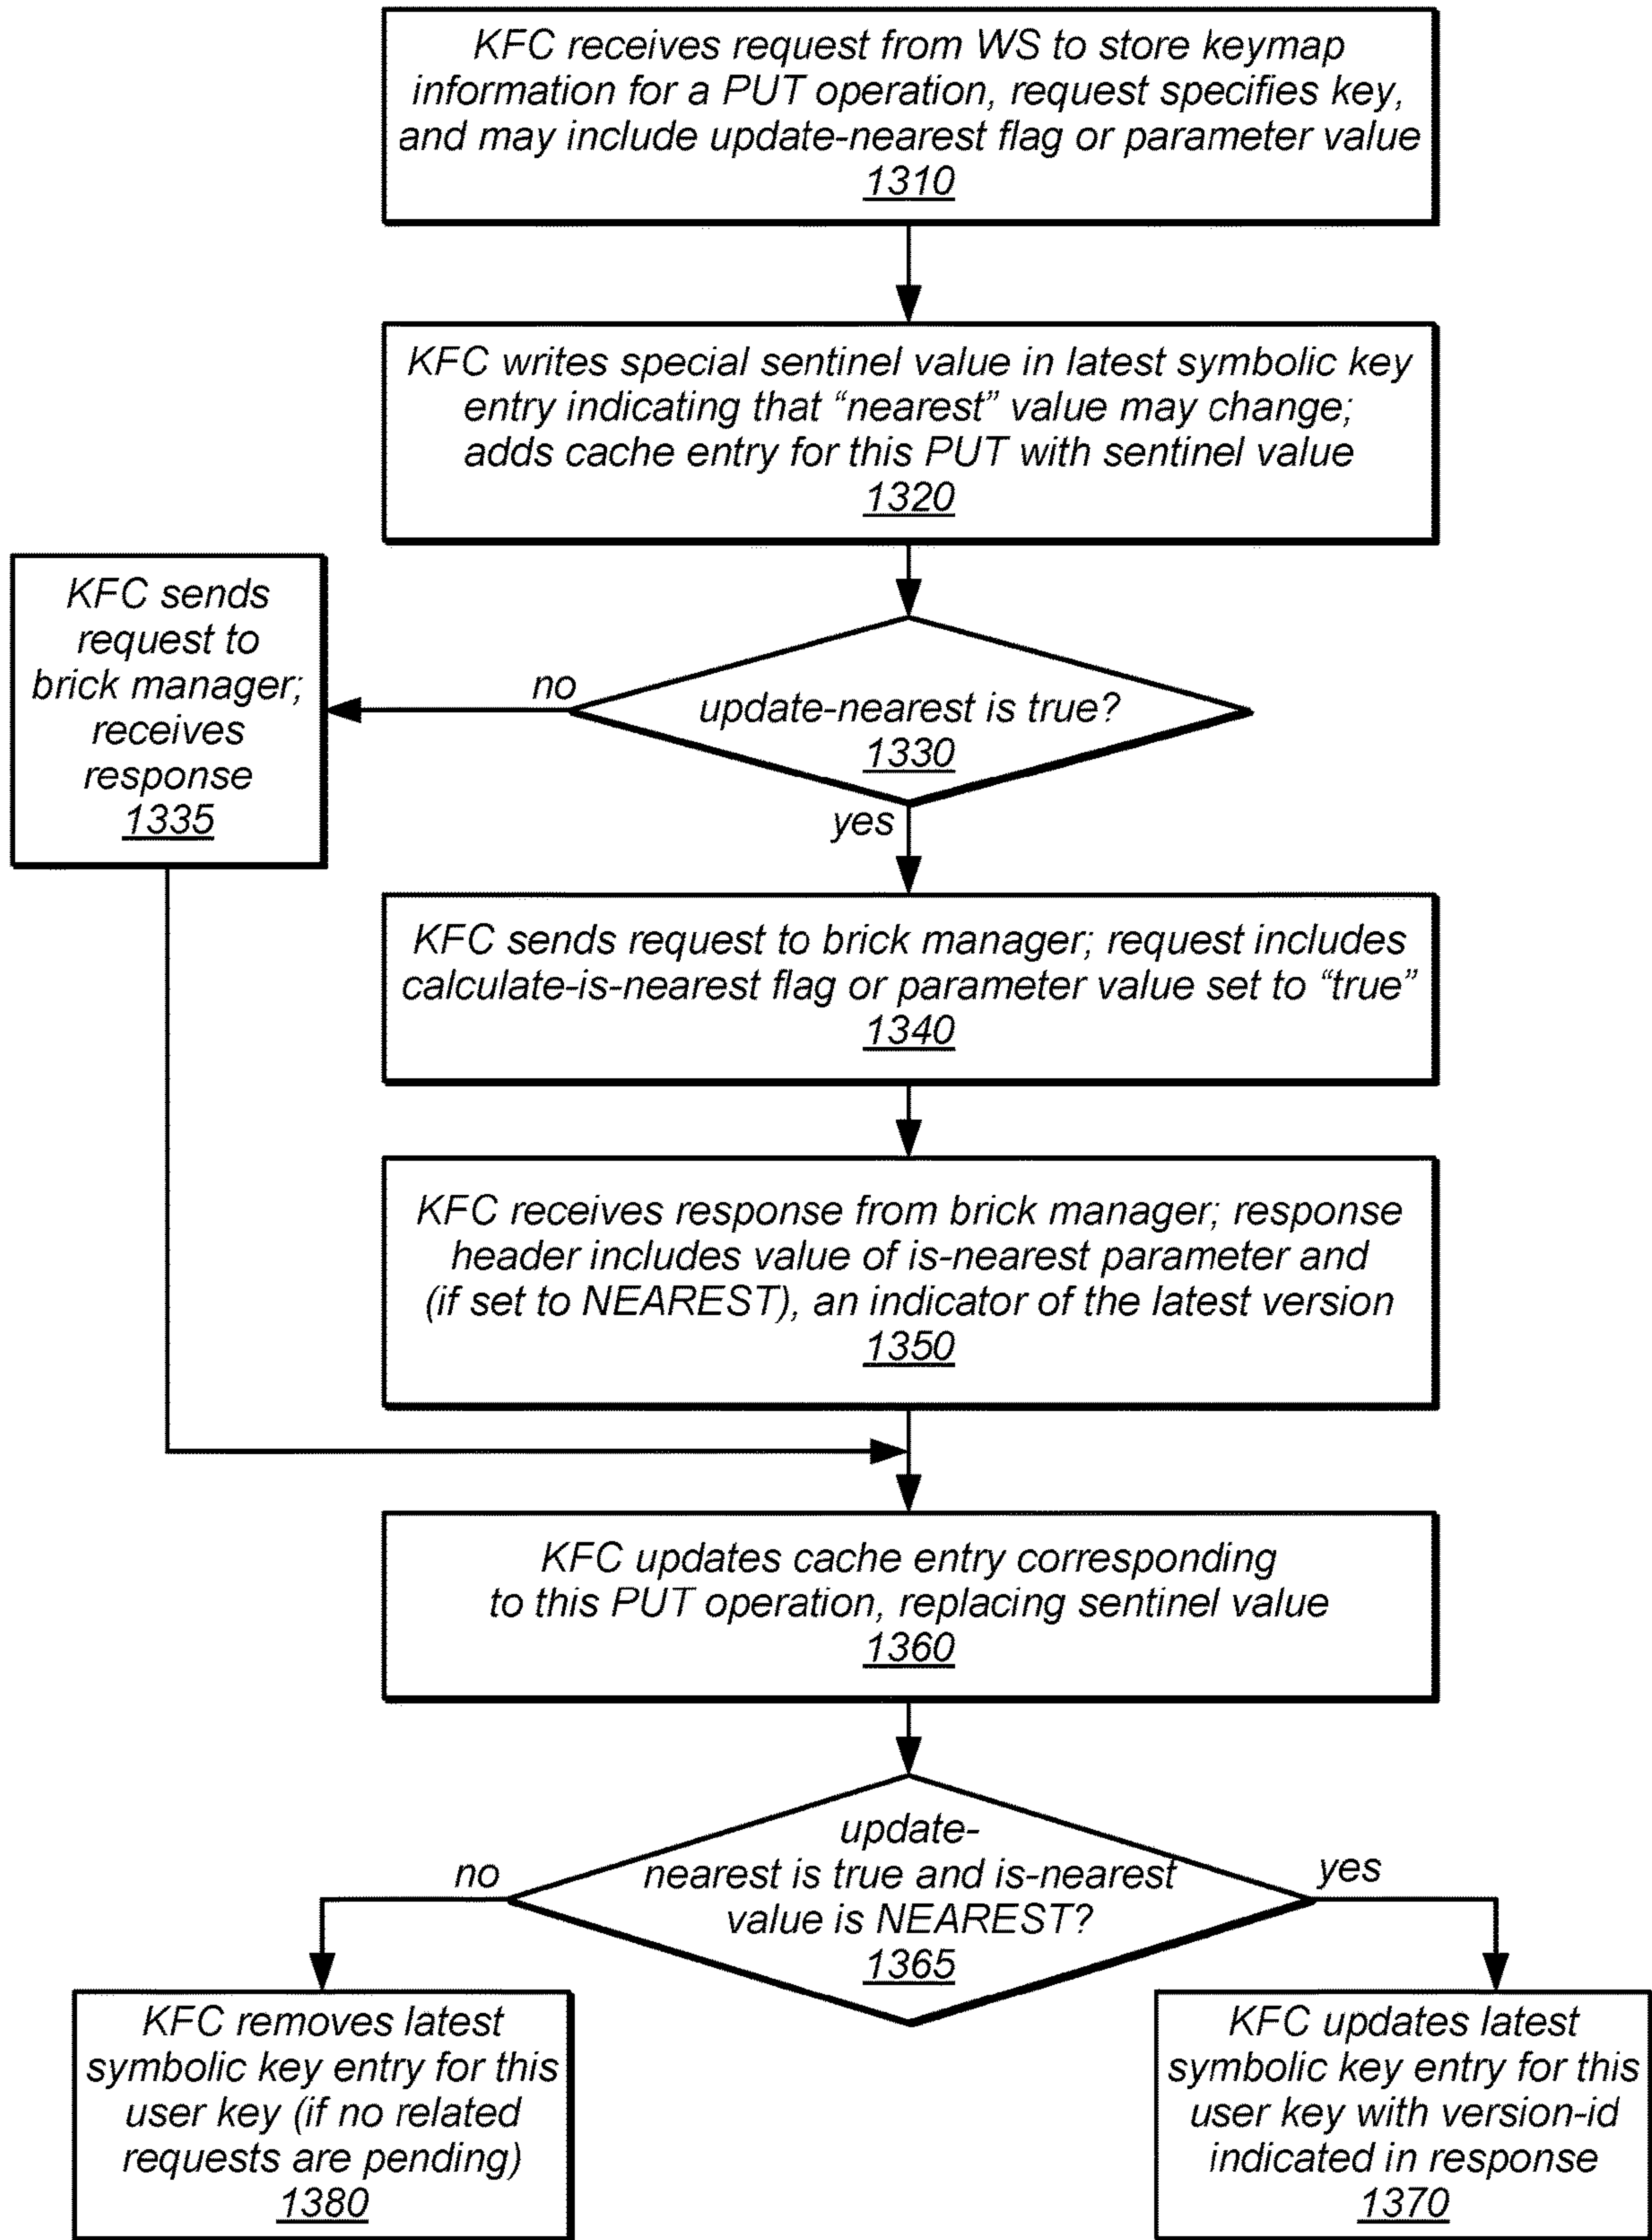 KFC receives request from WS to store keymap
information for a PUT operation, request specifies key,
and may include update-nearest flag or parameter value
1310
KFC writes special sentinel value in latest symbolic key
entry indicating that “nearest” value may change;
adds cache entry for this PUT with sentinel value
1320
update-nearest is true?
1330
no
KFC sends
request to
brick manager;
receives
response
1335
yes
KFC sends request to brick manager; request includes
calculate-is-nearest flag or parameter value set to “true”
1340
KFC receives response from brick manager; response
header includes value of is-nearest parameter and
(if set to NEAREST), an indicator of the latest version
1350
KFC updates cache entry corresponding
to this PUT operation, replacing sentinel value
1360
update-
nearest is true and is-nearest
value is NEAREST?
1365
no
yes
KFC removes latest
symbolic key entry for this
user key (if no related
requests are pending)
1380
KFC updates latest
symbolic key entry for this
user key with version-id
indicated in response
1370